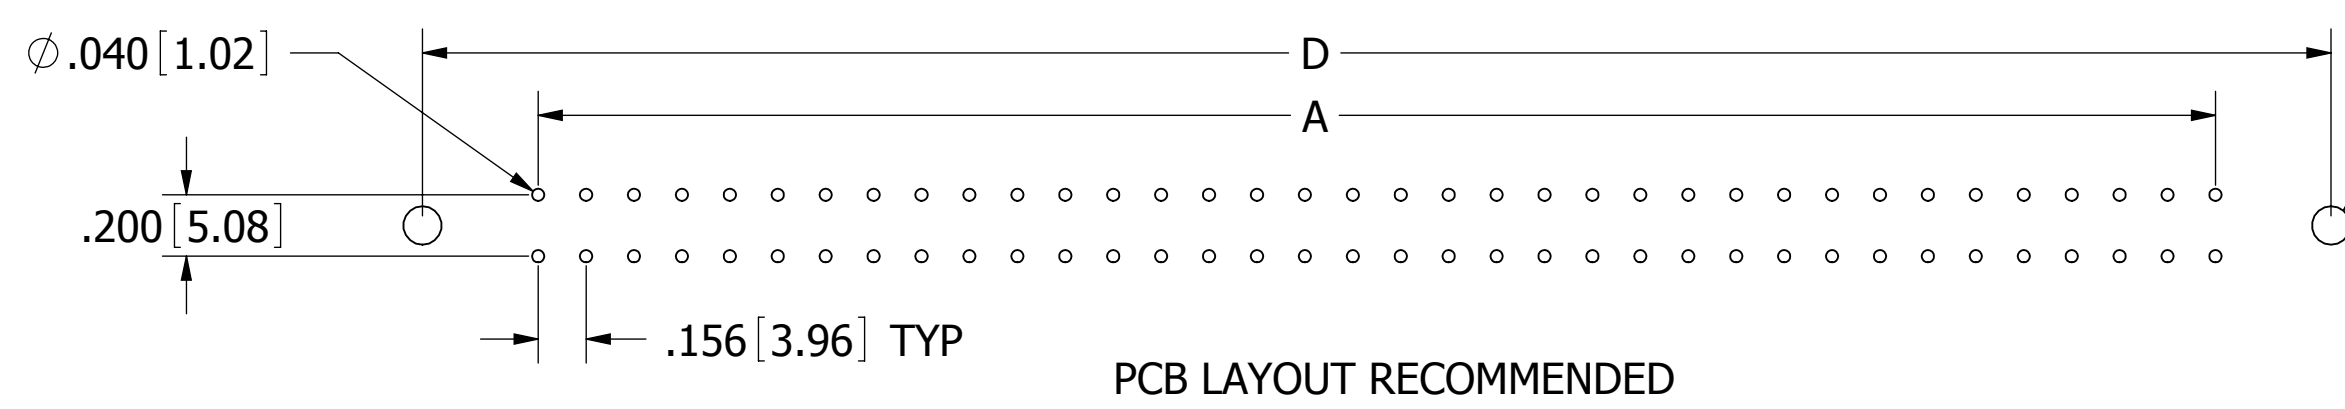 ⌀.040[1.02]
D
A
.200[5.08]
.156[3.96] TYP
PCB LAYOUT RECOMMENDED